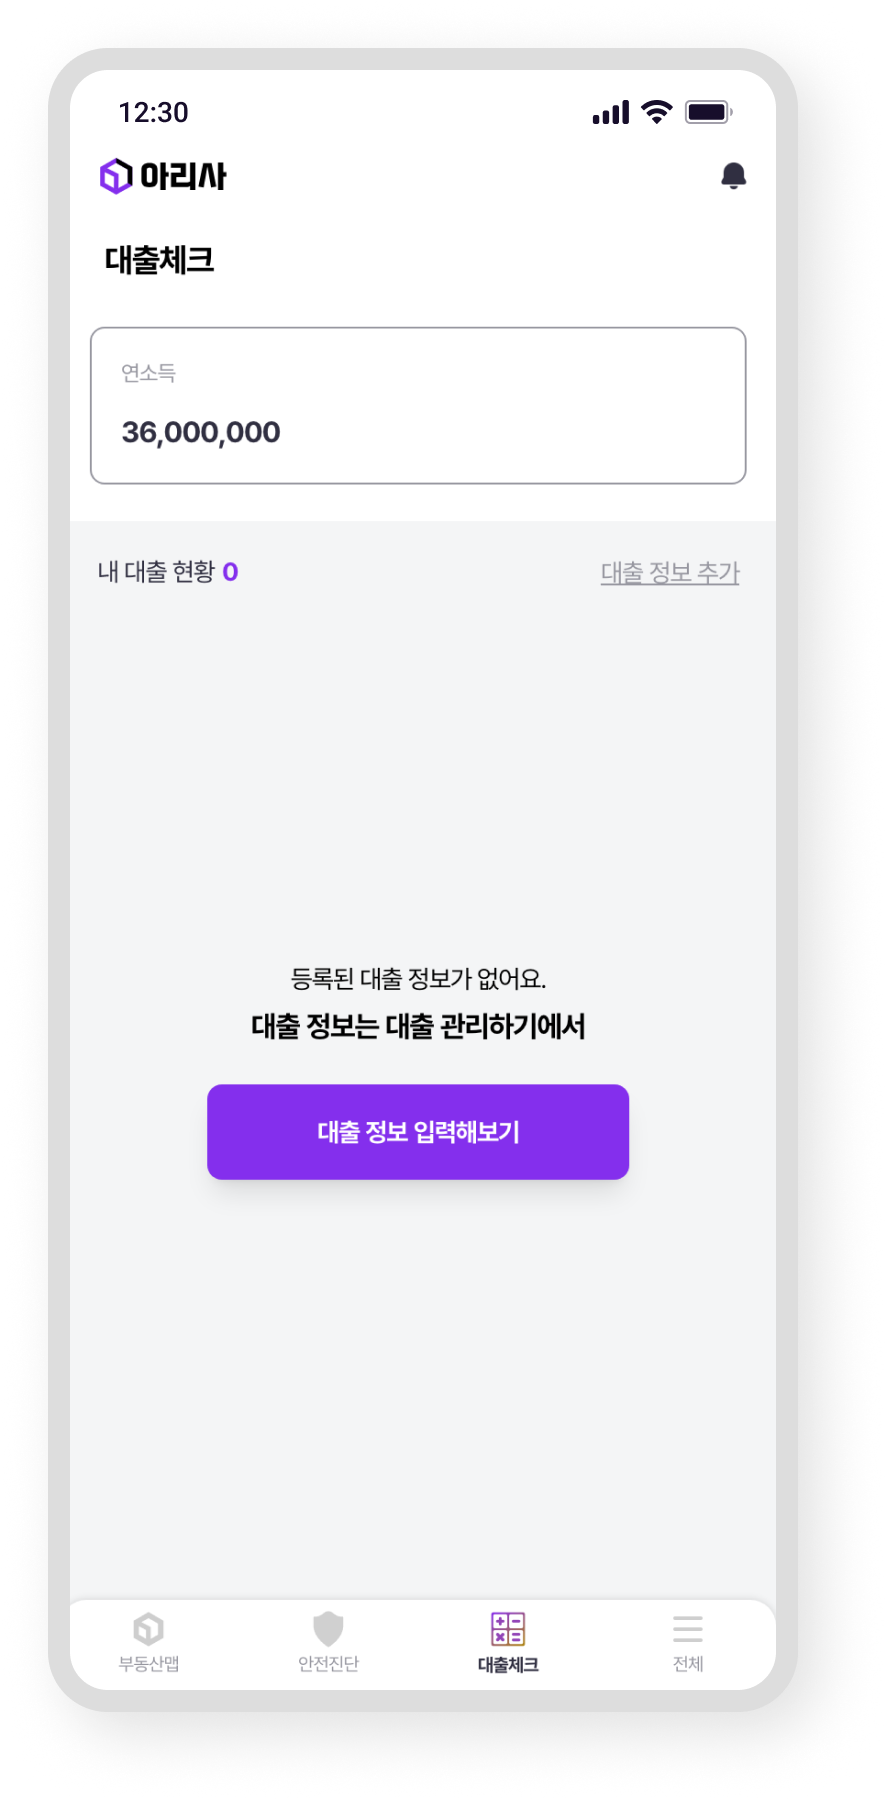 12:30
아리사
대출체크
연소득
36,000,000
내 대출 현황 0
대출 정보 추가
등록된 대출 정보가 없어요.
대출 정보는 대출 관리하기에서
대출 정보 입력해보기
부동산맵
안전진단
대출체크
전체